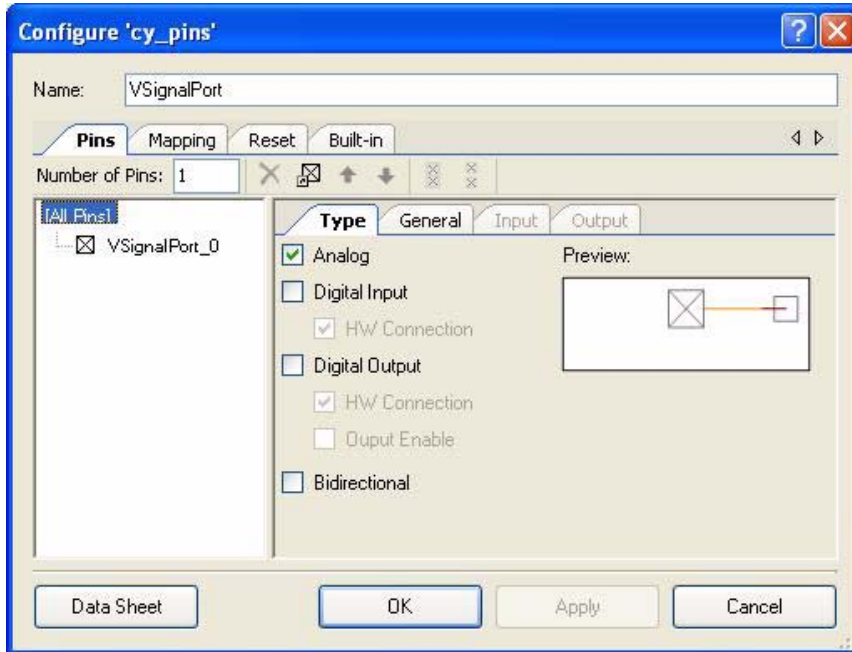 Configure 'cy_pins'
Name: VSignalPort
Pins Mapping Reset Built-in
Number of Pins: 1
[All Pins]
VSignalPort_0
Type General Input Output
Analog
Preview:
Digital Input
HW Connection
Digital Output
HW Connection
Ouput Enable
Bidirectional
Data Sheet OK Apply Cancel